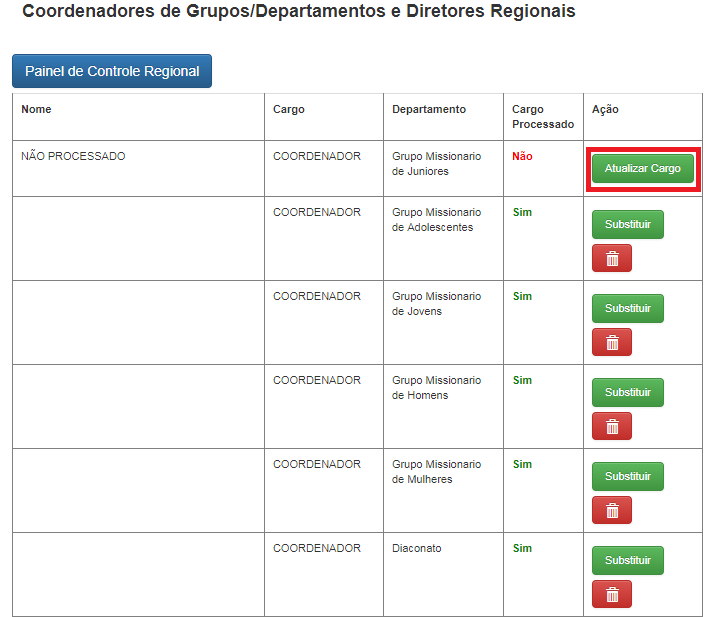 Coordenadores de Grupos/Departamentos e Diretores Regionais
Painel de Controle Regional
Nome Cargo Departamento Cargo Processado Ação
NÃO PROCESSADO COORDENADOR Grupo Missionario de Juniores Não Atualizar Cargo
COORDENADOR Grupo Missionario de Adolescentes Sim Substituir
COORDENADOR Grupo Missionario de Jovens Sim Substituir
COORDENADOR Grupo Missionario de Homens Sim Substituir
COORDENADOR Grupo Missionario de Mulheres Sim Substituir
COORDENADOR Diaconato Sim Substituir